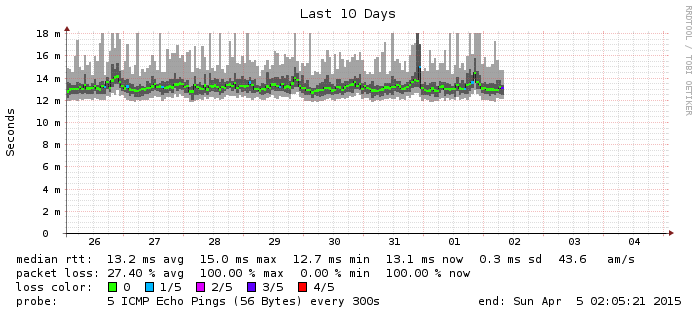 Last 10 Days
RRDTOOL / TOBI OETIKER
Seconds
18 m
16 m
14 m
12 m
10 m
8 m
6 m
4 m
2 m
0
26 27 28 29 30 31 01 02 03 04
median rtt: 13.2 ms avg 15.0 ms max 12.7 ms min 13.1 ms now 0.3 ms sd 43.6 am/s
packet loss: 27.40 % avg 100.00 % max 0.00 % min 100.00 % now
loss color: 0 1/5 2/5 3/5 4/5
probe: 5 ICMP Echo Pings (56 Bytes) every 300s end: Sun Apr 5 02:05:21 2015